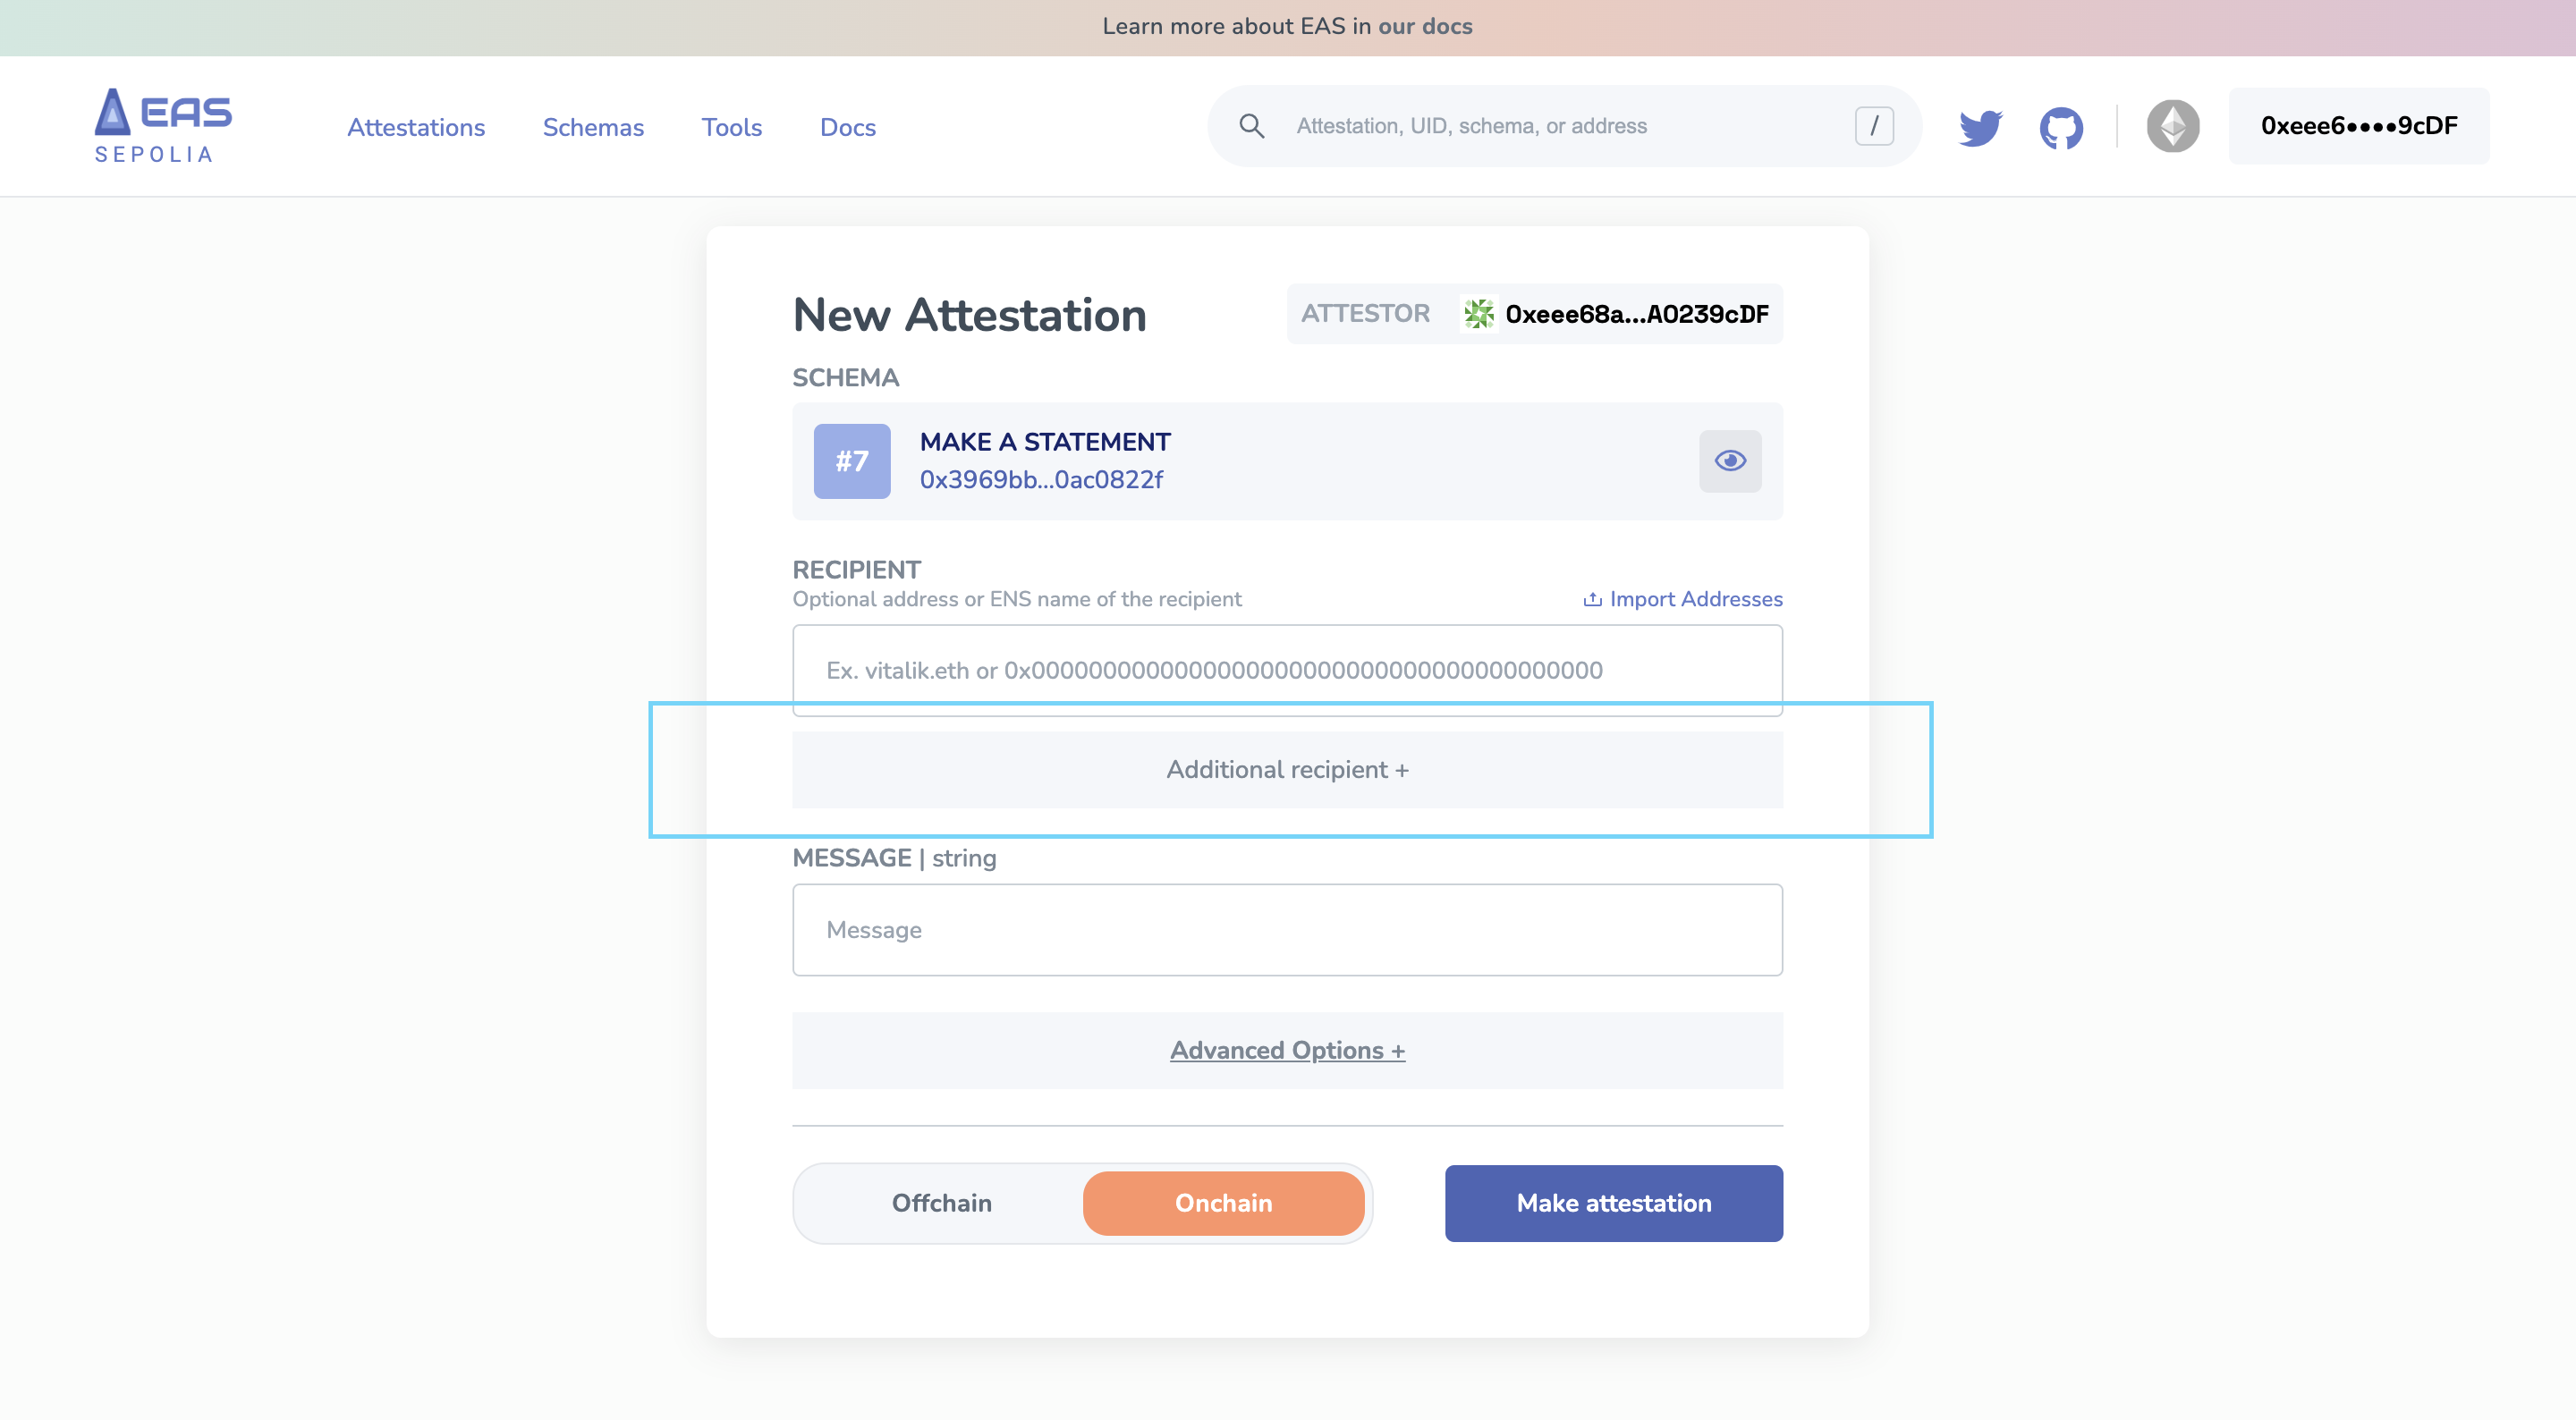 Learn more about EAS in our docs
EAS
SEPOLIA
Attestations Schemas Tools Docs
Attestation, UID, schema, or address /
0xeee6••••9cDF
New Attestation
ATTESTOR 0xeee68a...A0239cDF
SCHEMA
#7
MAKE A STATEMENT
0x3969bb...0ac0822f
RECIPIENT
Optional address or ENS name of the recipient
Import Addresses
Ex. vitalik.eth or 0x0000000000000000000000000000000000000000
Additional recipient +
MESSAGE | string
Message
Advanced Options +
Offchain Onchain
Make attestation